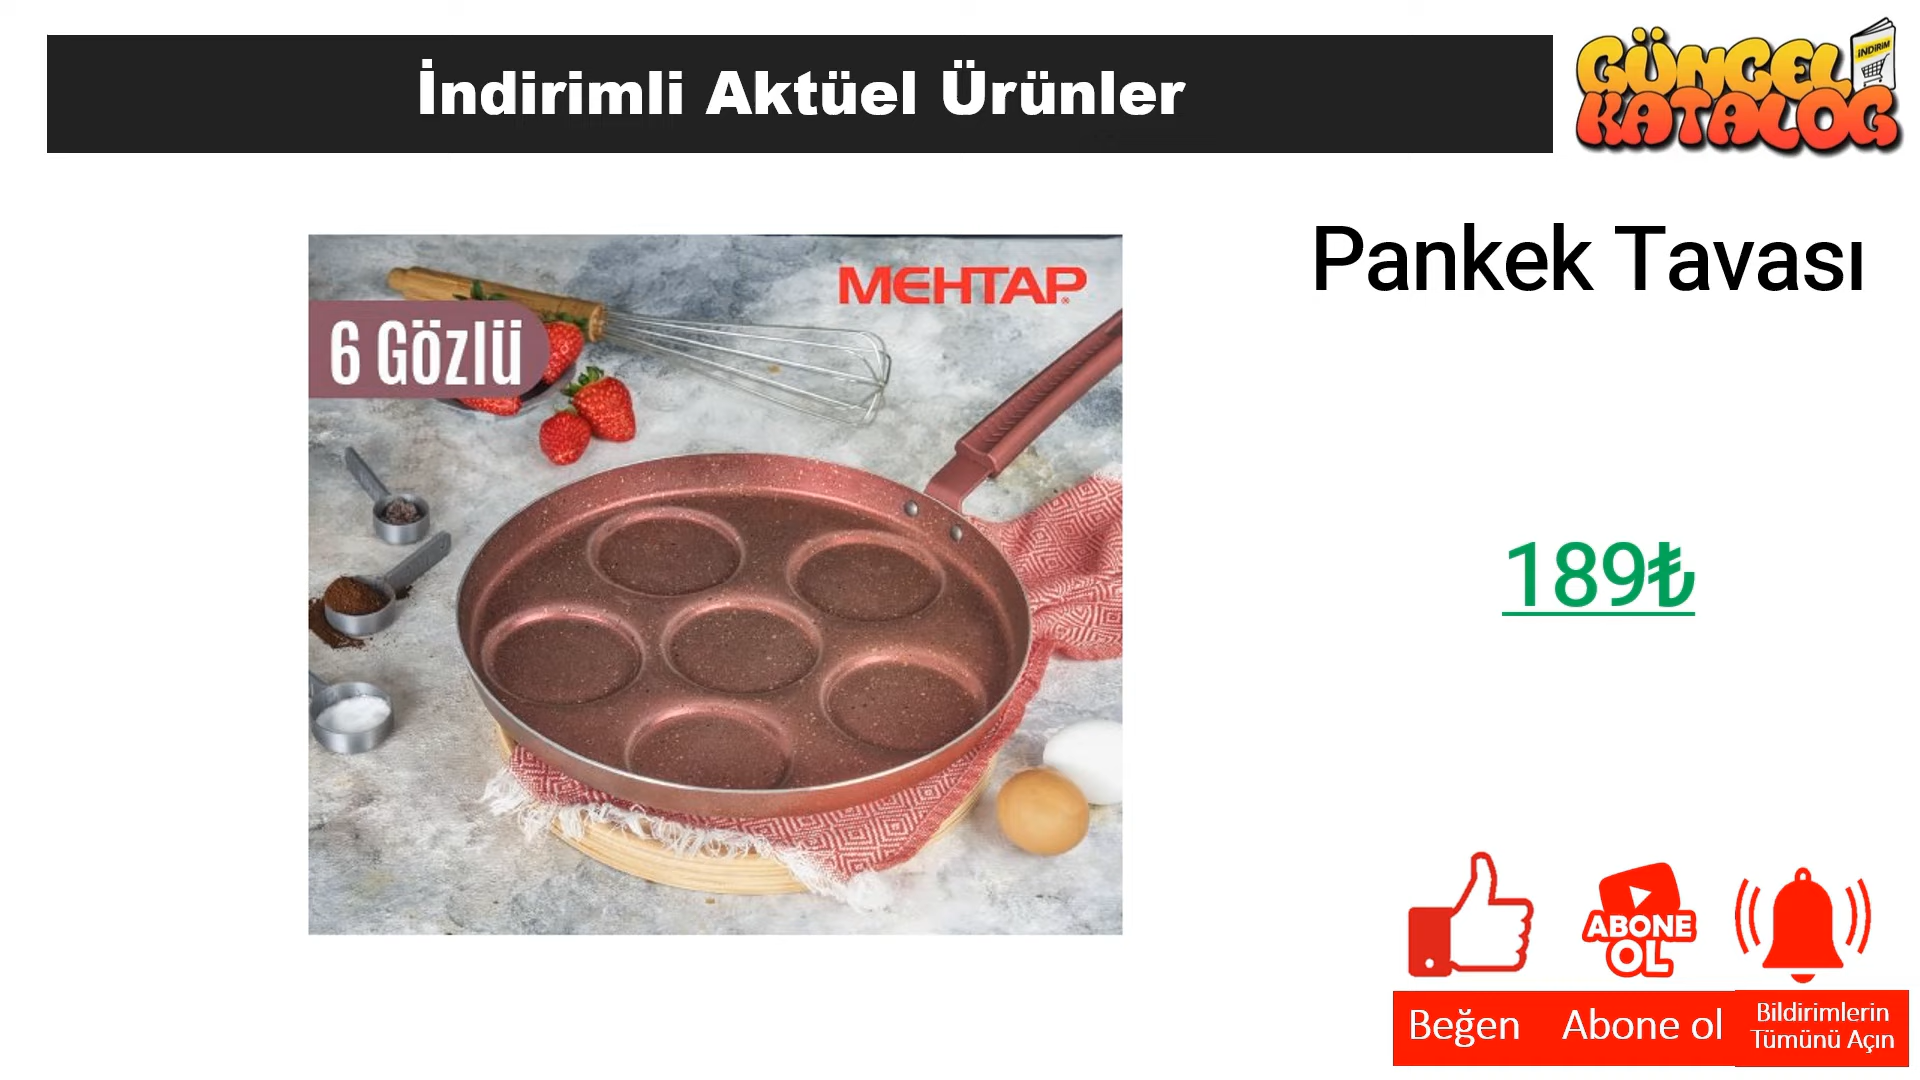 İndirimli Aktüel Ürünler
GÜNCEL
KATALOG
İNDİRİM
Pankek Tavası
MEHTAP®
6 Gözlü
189₺
ABONE
OL
Beğen
Abone ol
Bildirimlerin
Tümünü Açın